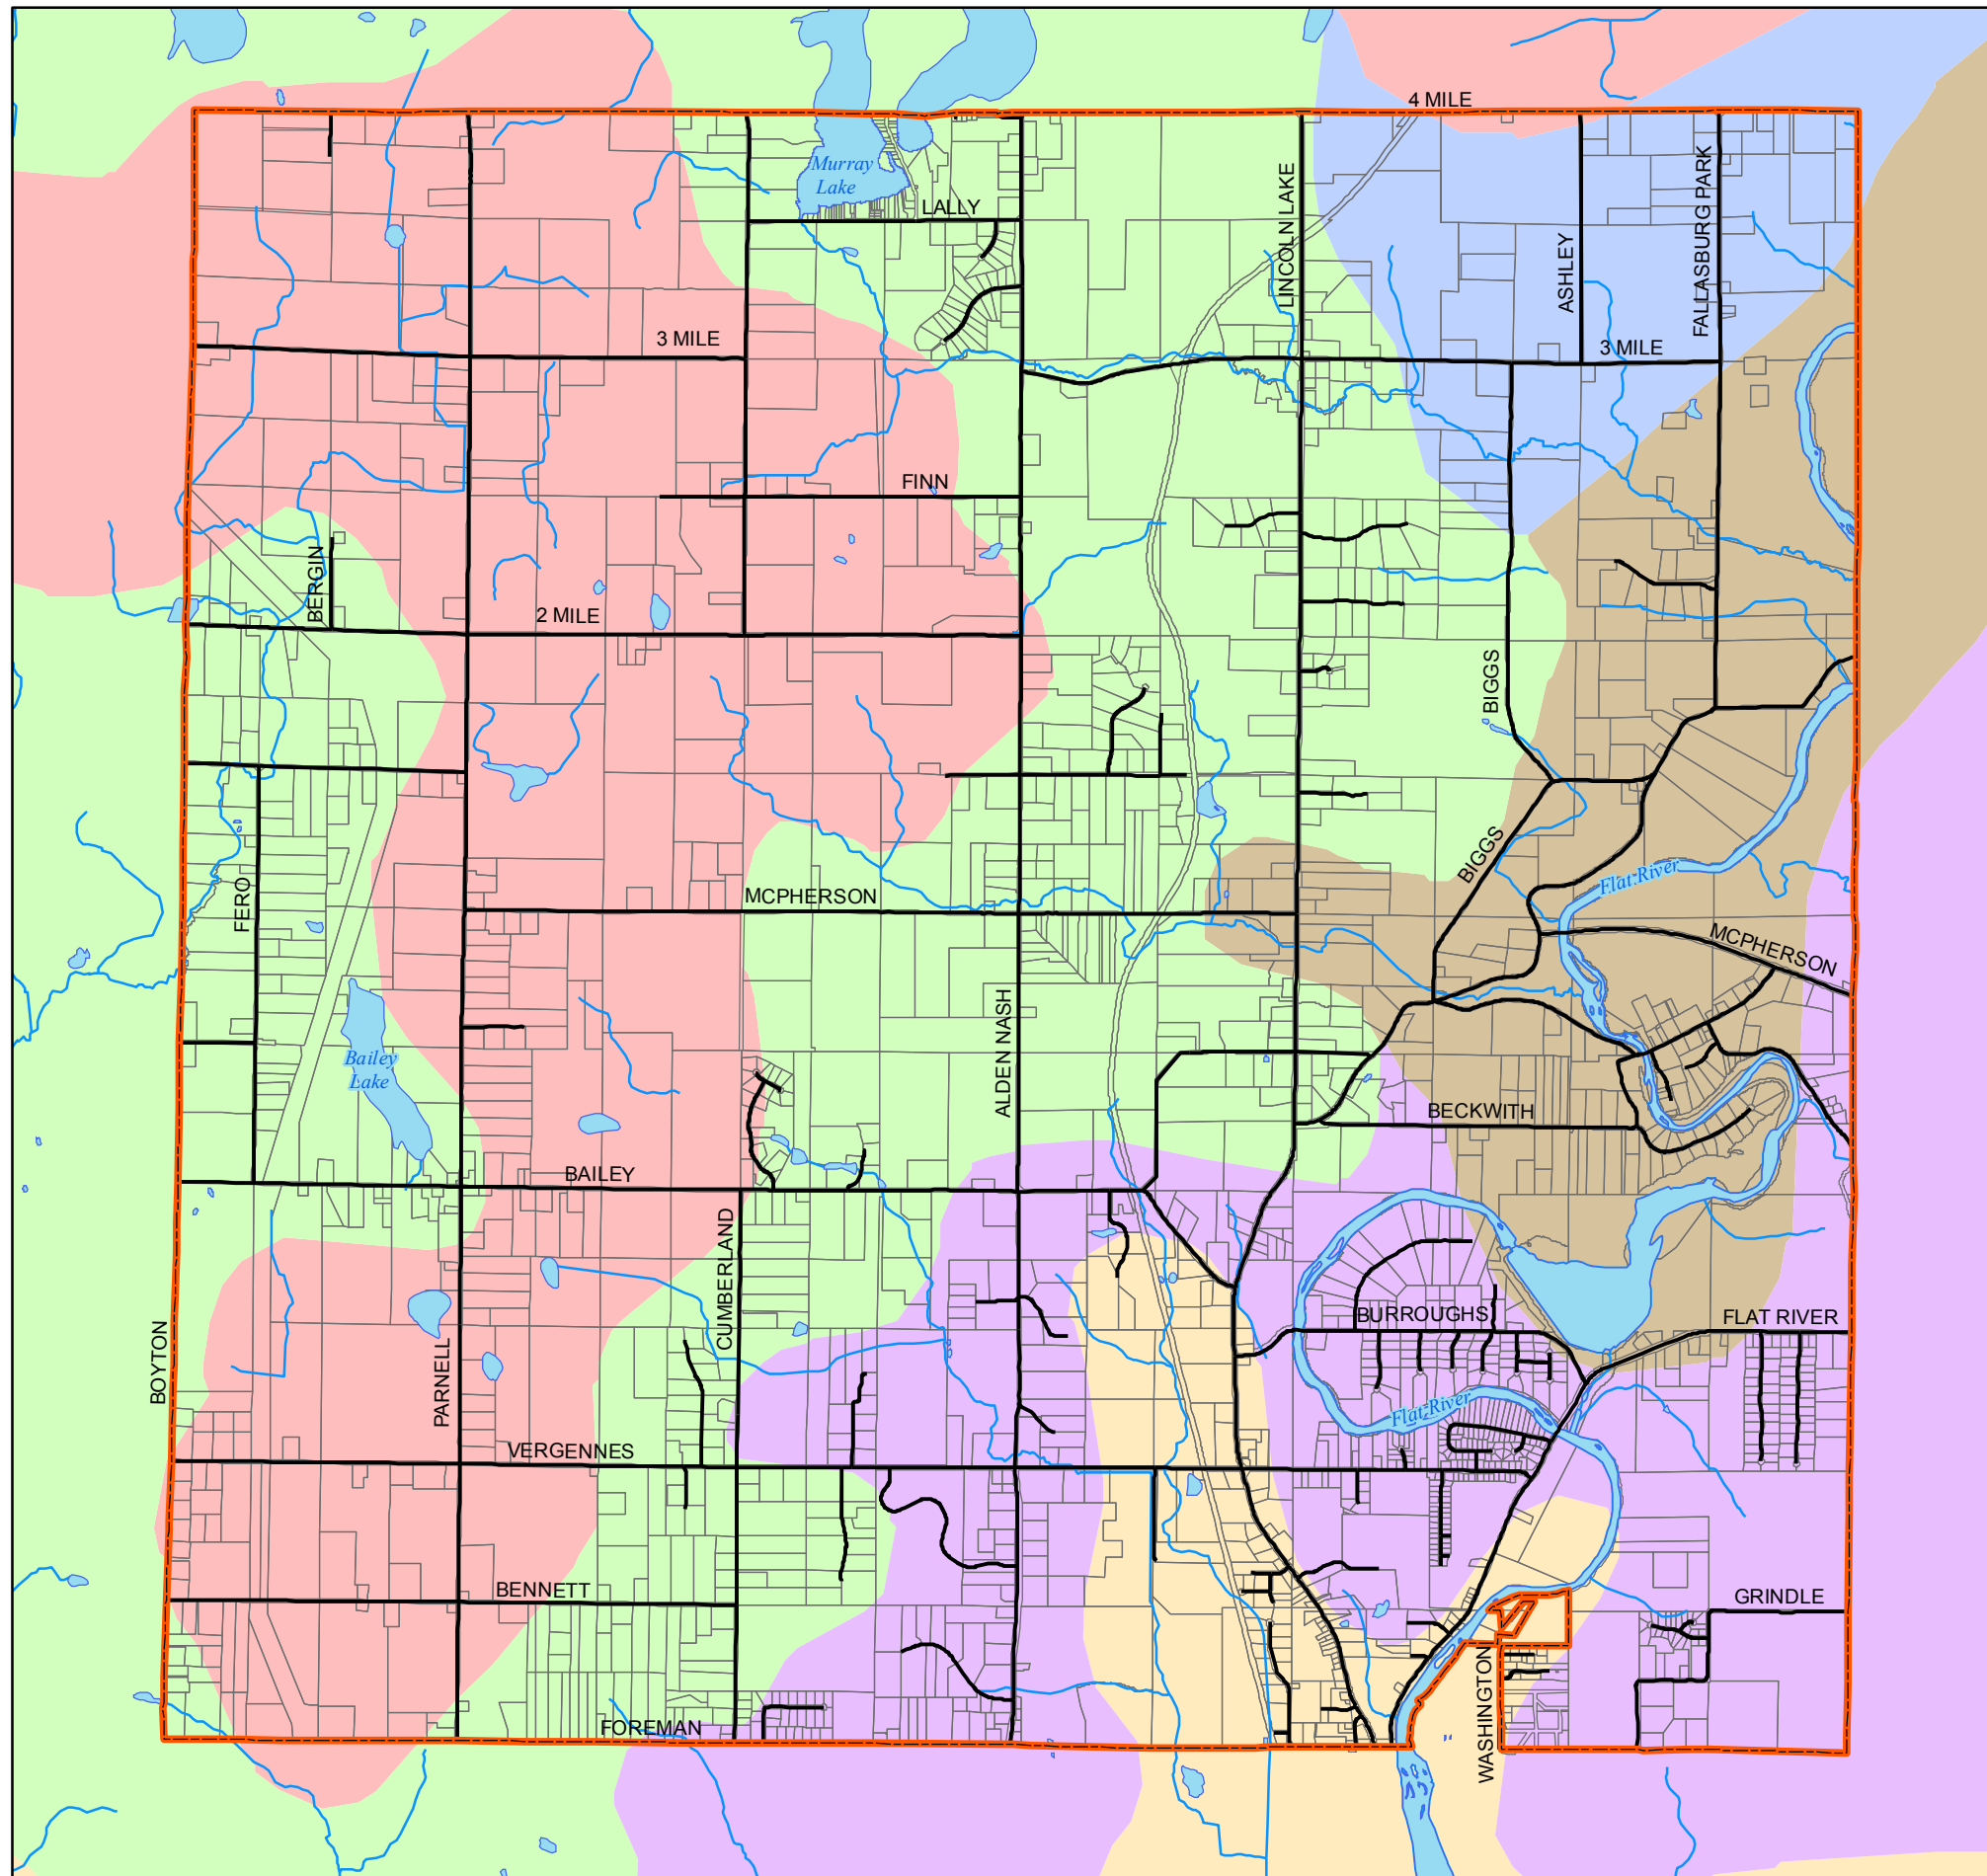 4 MILE
Murray
Lake
LALLY
LINCOLN LAKE
ASHLEY
FALLASBURG PARK
3 MILE
3 MILE
FINN
BERGIN
2 MILE
BIGGS
BIGGS
FERO
MCPHERSON
Flat River
MCPHERSON
Bailey
Lake
ALDEN NASH
BECKWITH
BAILEY
CUMBERLAND
BOYTON
PARNELL
BURROUGHS
FLAT RIVER
Flat River
VERGENNES
BENNETT
GRINDLE
WASHINGTON
FOREMAN